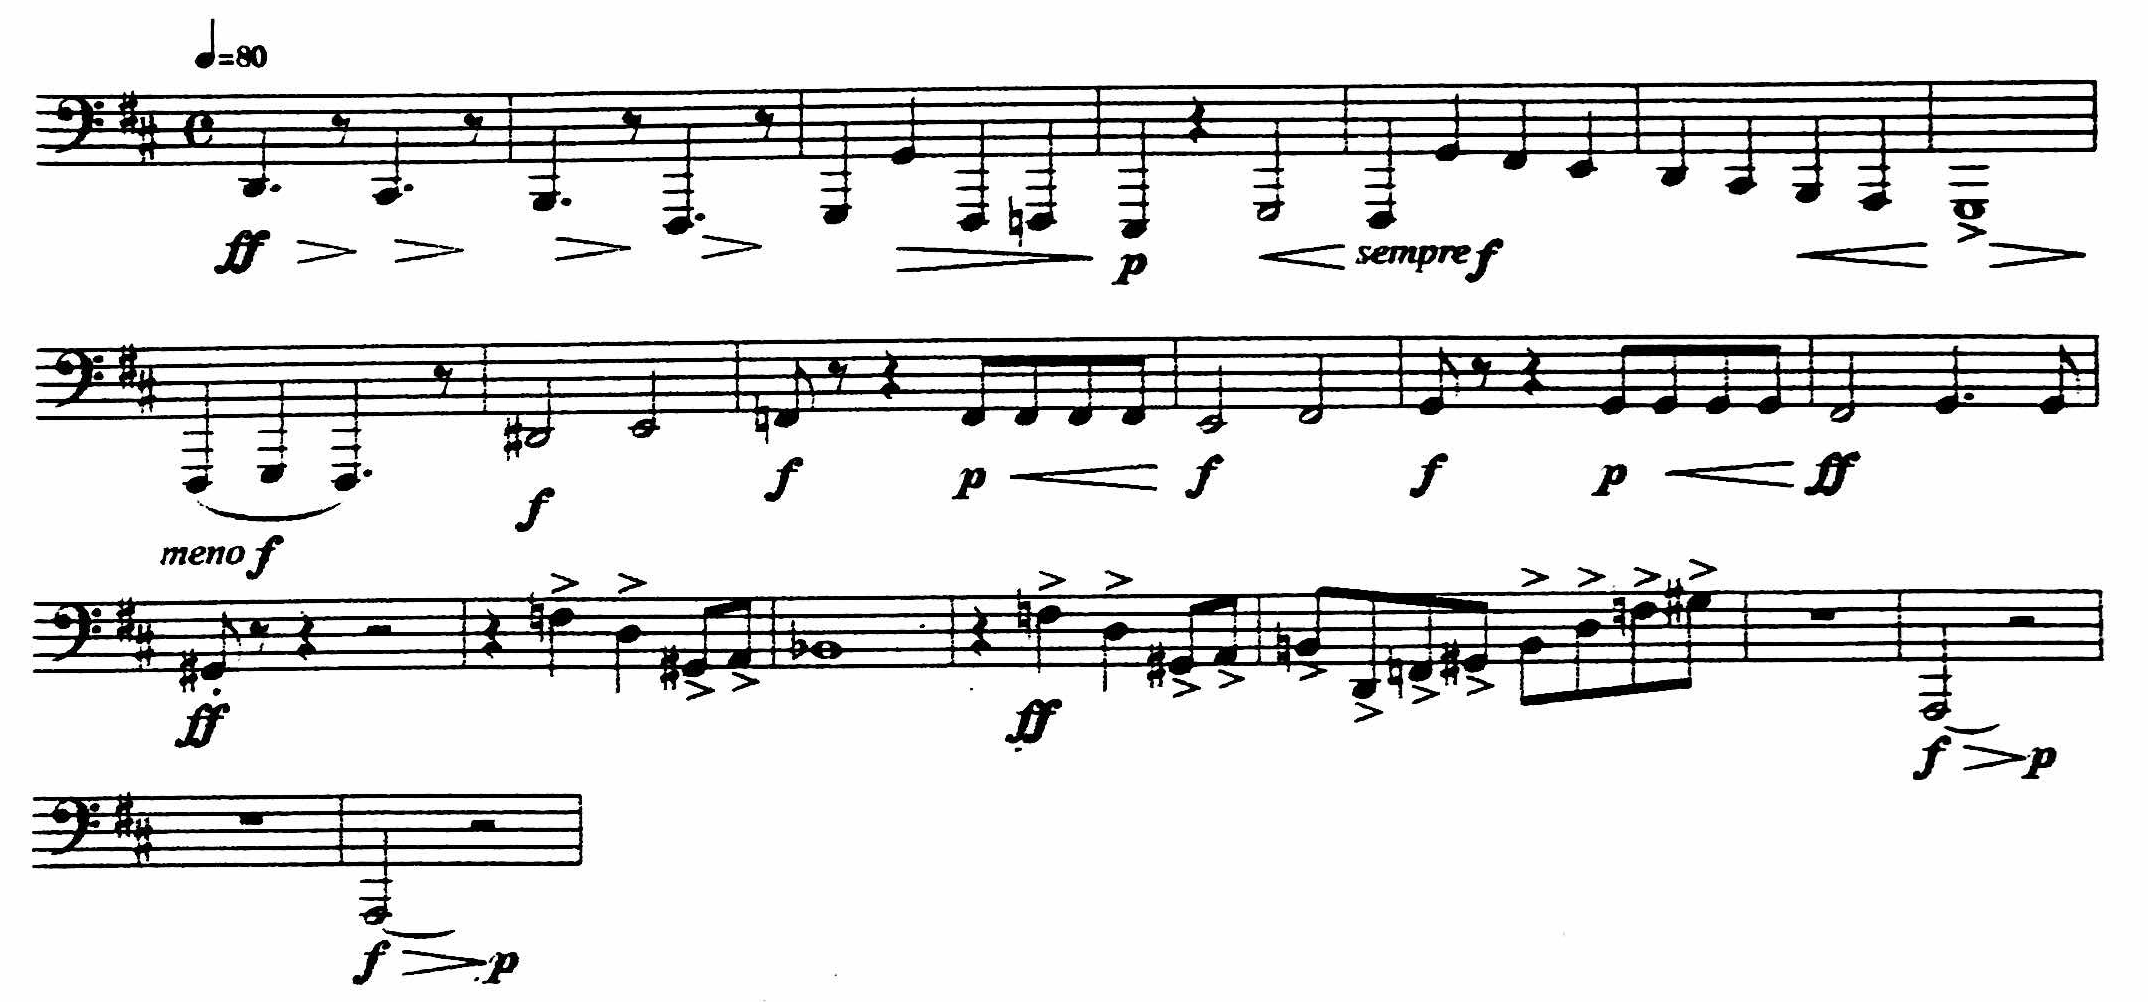 ♩=80
ff p sempre f
meno f f f p f f p ff
ff ff f p
f p